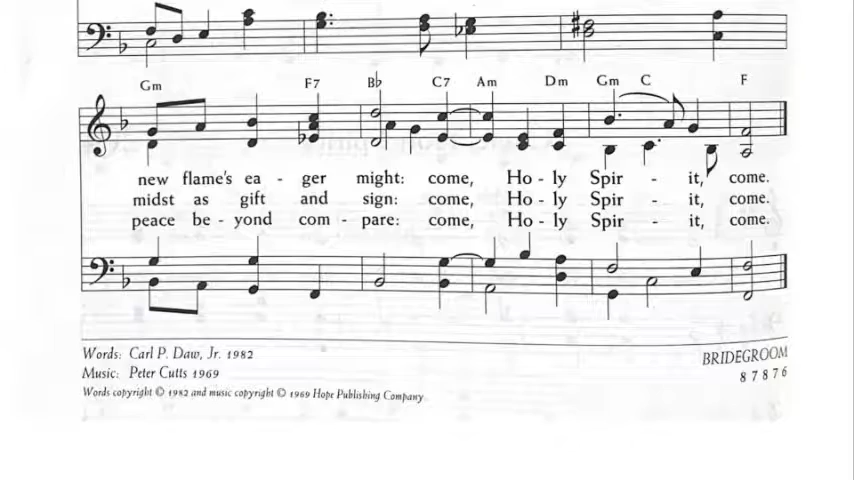 Gm F7 B♭ C7 Am Dm Gm C F
new flame's ea - ger might: come, Ho - ly Spir - it, come.
midst as gift and sign: come, Ho - ly Spir - it, come.
peace be - yond com - pare: come, Ho - ly Spir - it, come.
Words: Carl P. Daw, Jr. 1982
BRIDEGROOM
Music: Peter Cutts 1969
8 7 8 7 6
Words copyright © 1982 and music copyright © 1969 Hope Publishing Company